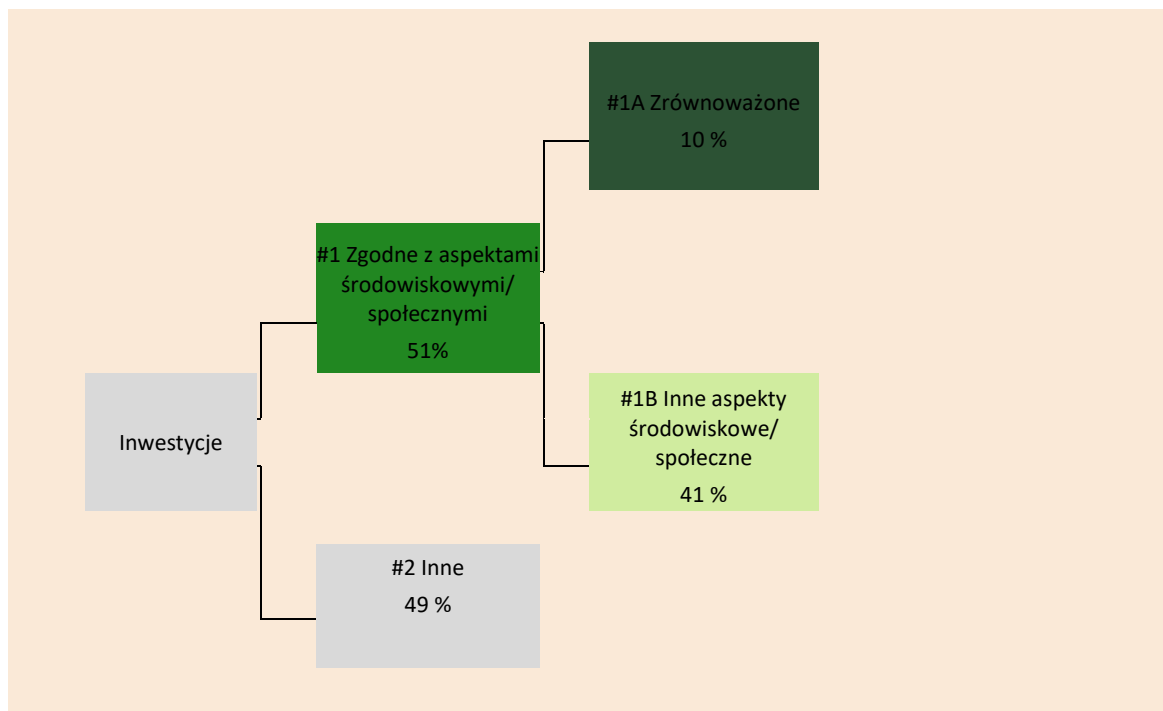 #1A Zrównoważone
10 %
#1 Zgodne z aspektami
środowiskowymi/
społecznymi
51%
#1B Inne aspekty
środowiskowe/
społeczne
41 %
Inwestycje
#2 Inne
49 %